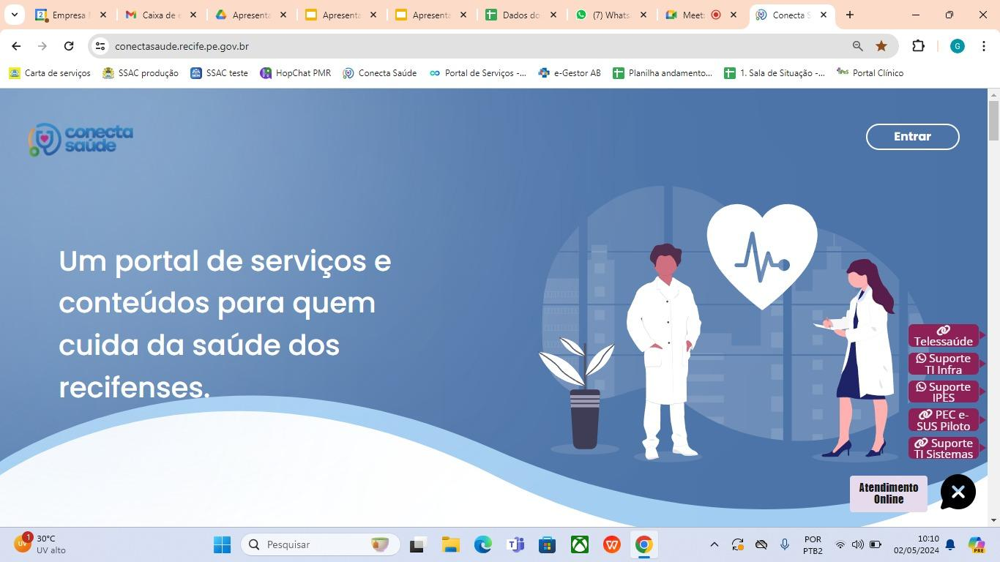 2
Empresa
Caixa de e
Apresenta
Apresenta
Apresenta
Dados do
(7) Whats
Meet
Conecta S
conectasaude.recife.pe.gov.br
G
Carta de serviços
SSAC produção
SSAC teste
HopChat PMR
Conecta Saúde
Portal de Serviços -...
e-Gestor AB
Planilha andamento...
1. Sala de Situação -...
Portal Clínico
conecta
saúde
Entrar
Um portal de serviços e
conteúdos para quem
cuida da saúde dos
recifenses.
Telessaúde
Suporte
TI Infra
Suporte
IPES
PEC e-
SUS Piloto
Suporte
TI Sistemas
Atendimento
Online
1
UV
30°C
UV alto
Pesquisar
POR
PTB2
10:10
02/05/2024
PRE